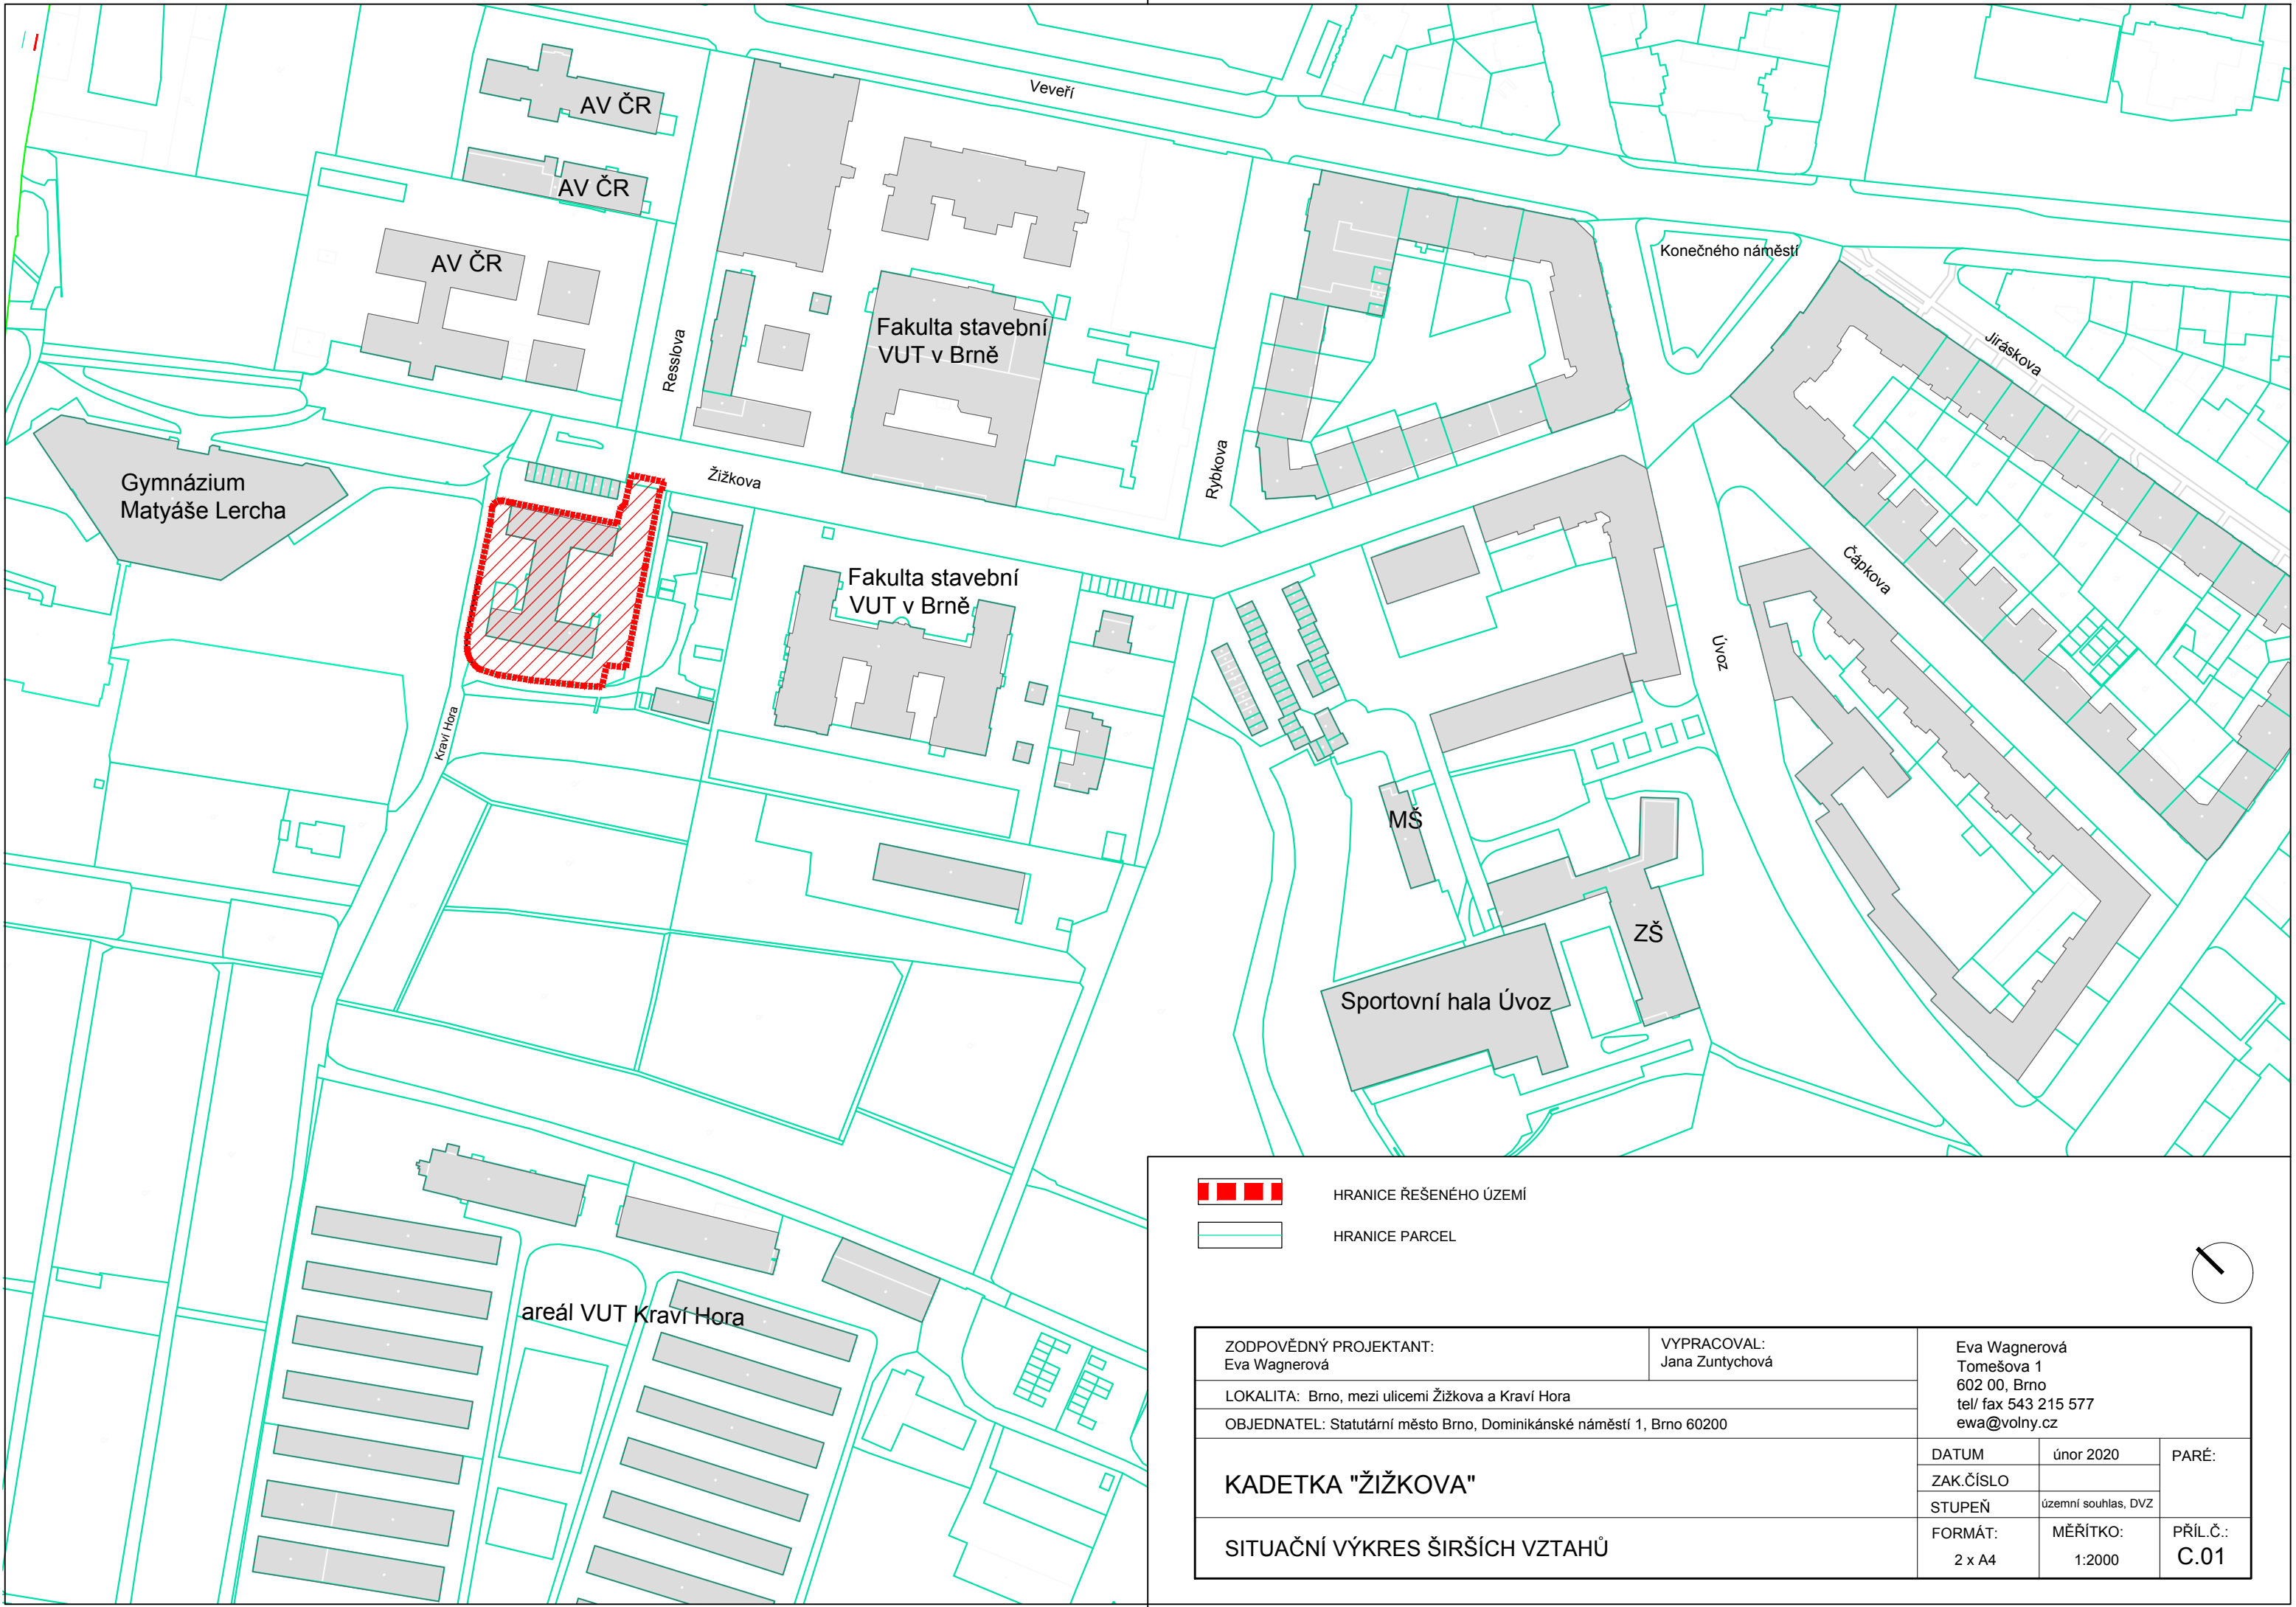 Veveří
AV ČR
AV ČR
AV ČR
Konečného náměstí
Jiráskova
Fakulta stavební
VUT v Brně
Resslova
Rybkova
Žižkova
Gymnázium
Matyáše Lercha
Čápkova
Fakulta stavební
VUT v Brně
Úvoz
Kraví Hora
MŠ
ZŠ
Sportovní hala Úvoz
areál VUT Kraví Hora
HRANICE ŘEŠENÉHO ÚZEMÍ
HRANICE PARCEL
ZODPOVĚDNÝ PROJEKTANT:
Eva Wagnerová
VYPRACOVAL:
Jana Zuntychová
Eva Wagnerová
Tomešova 1
602 00, Brno
tel/ fax 543 215 577
ewa@volny.cz
LOKALITA: Brno, mezi ulicemi Žižkova a Kraví Hora
OBJEDNATEL: Statutární město Brno, Dominikánské náměstí 1, Brno 60200
KADETKA "ŽIŽKOVA"
DATUM
únor 2020
PARÉ:
ZAK.ČÍSLO
STUPEŇ
územní souhlas, DVZ
SITUAČNÍ VÝKRES ŠIRŠÍCH VZTAHŮ
FORMÁT:
2 x A4
MĚŘÍTKO:
1:2000
PŘÍL.Č.:
C.01